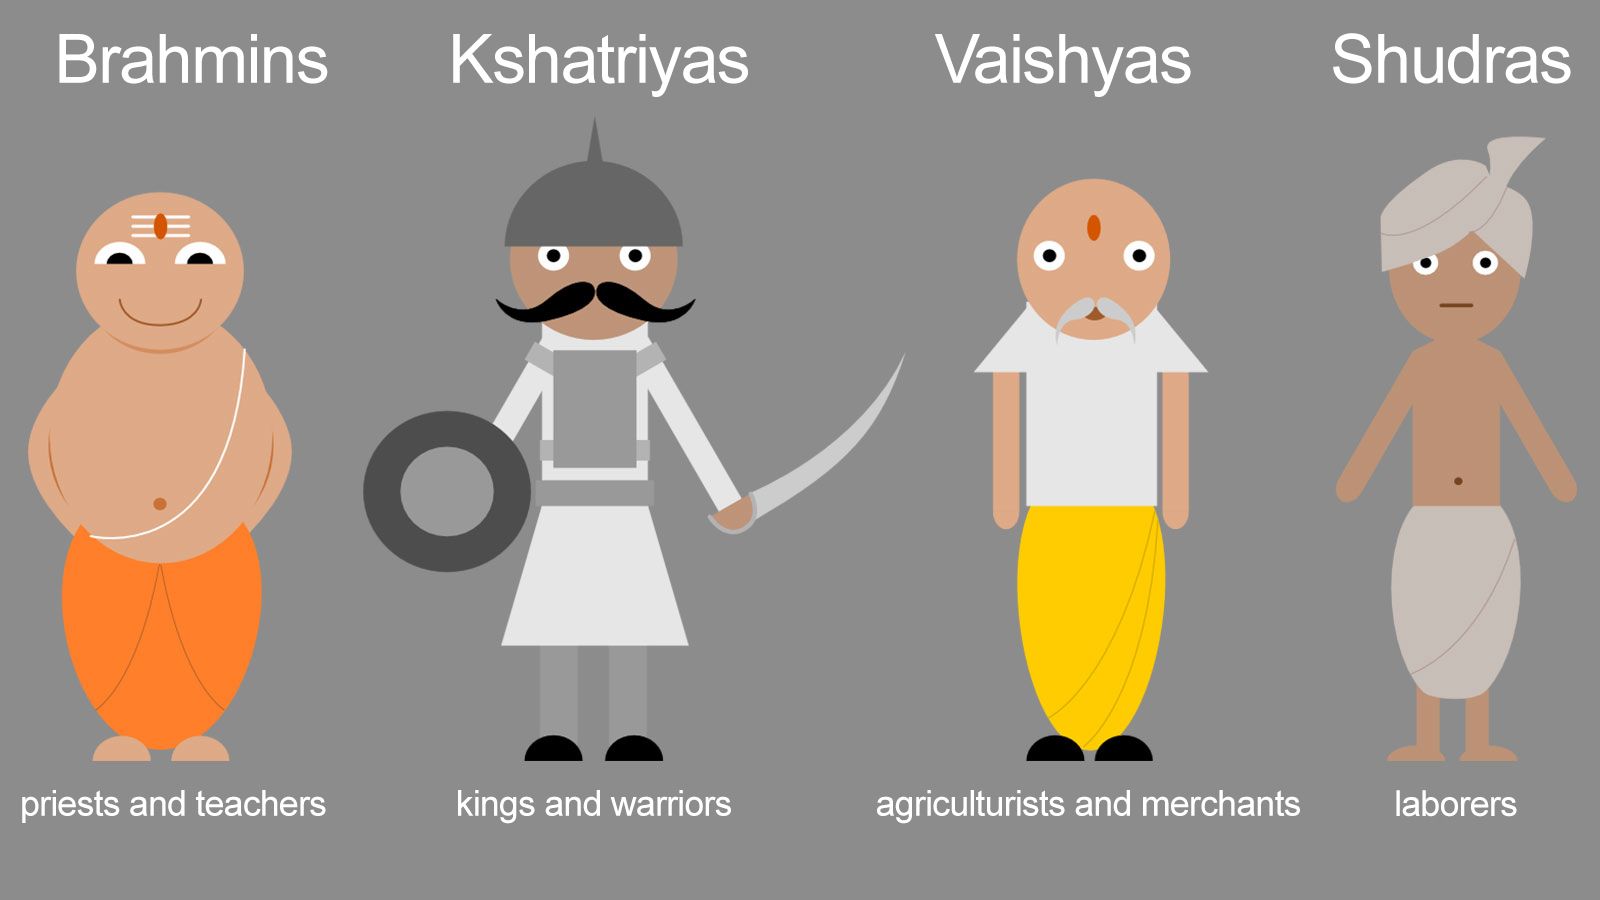 Brahmins
Kshatriyas
Vaishyas
Shudras
priests and teachers
kings and warriors
agriculturists and merchants
laborers